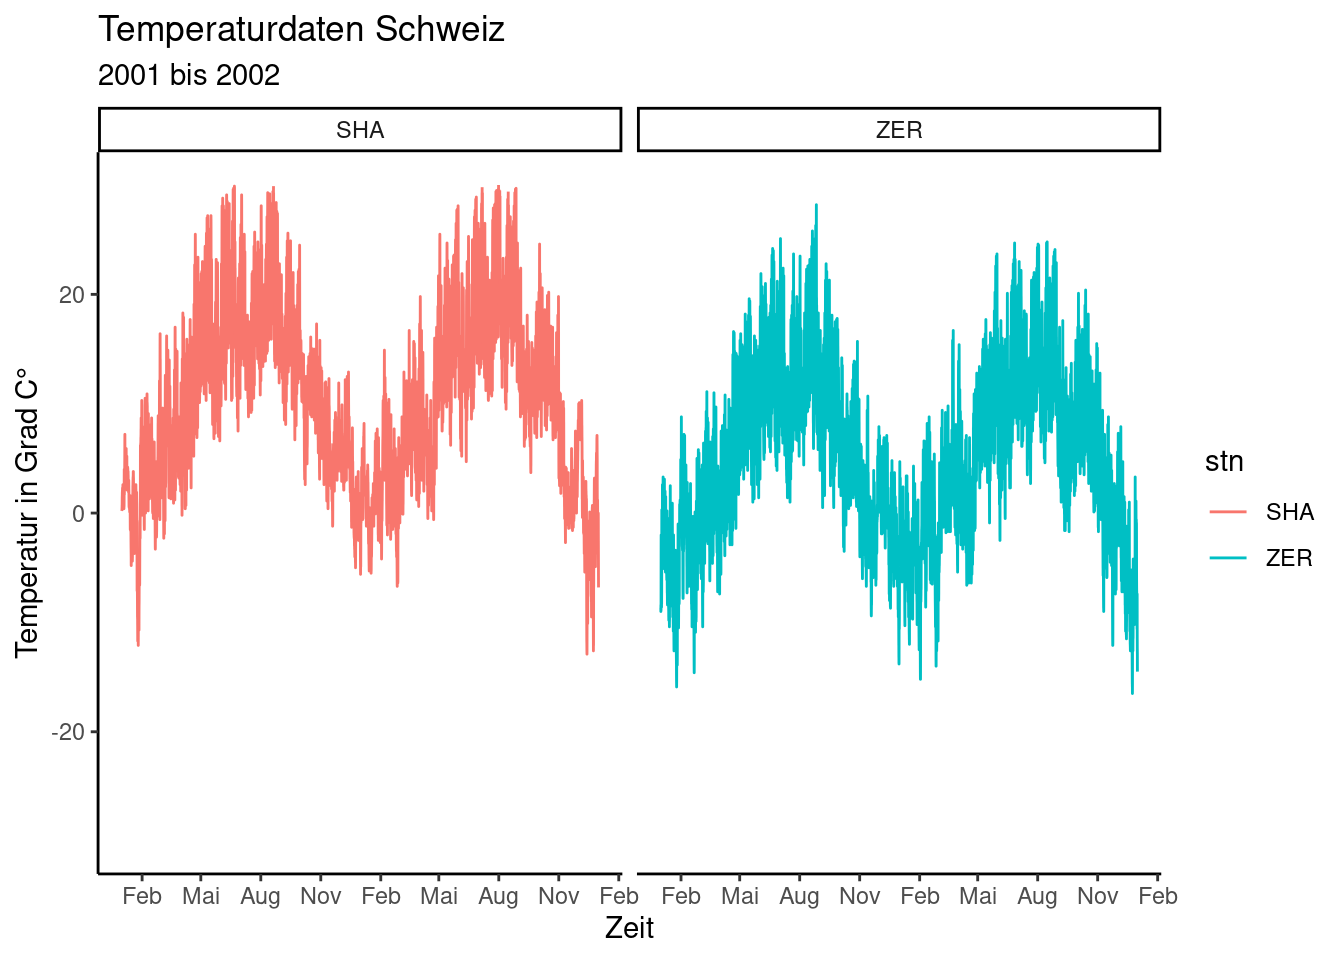 Temperaturdaten Schweiz
2001 bis 2002
SHA
ZER
Temperatur in Grad C°
20
0
-20
Feb Mai Aug Nov Feb Mai Aug Nov Feb
Feb Mai Aug Nov Feb Mai Aug Nov Feb
Zeit
stn
SHA
ZER